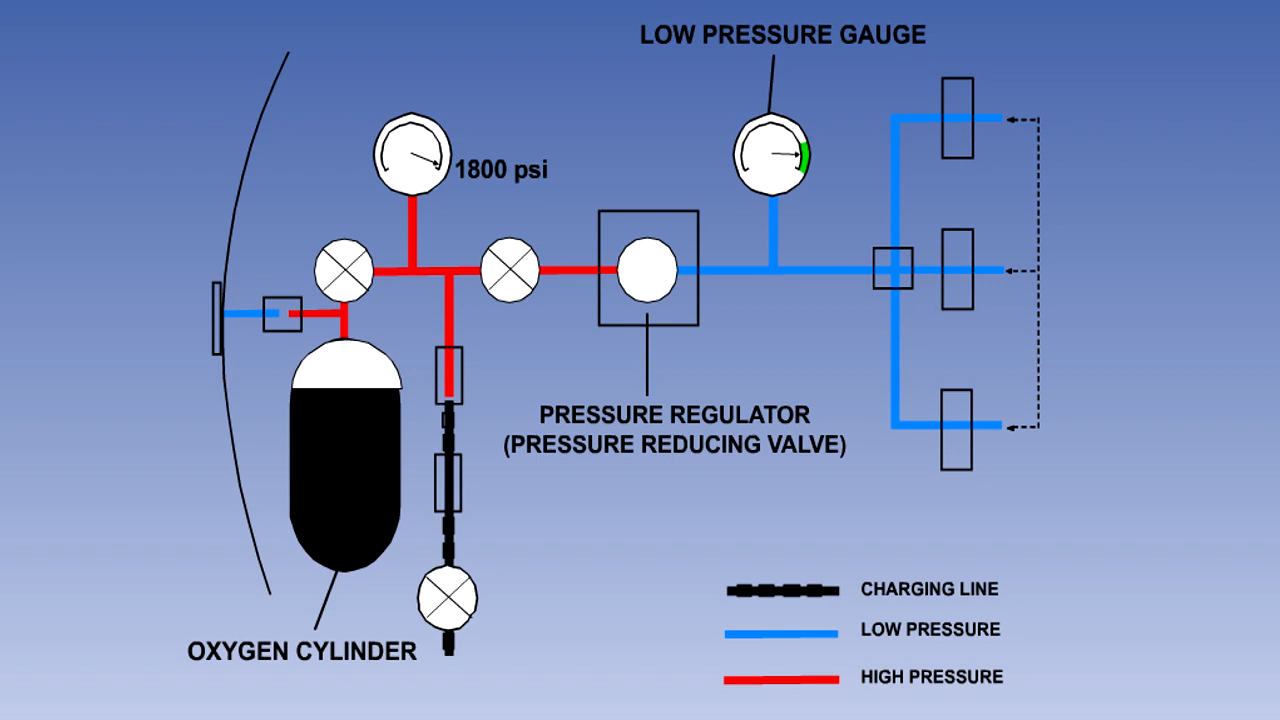 LOW PRESSURE GAUGE
1800 psi
PRESSURE REGULATOR
(PRESSURE REDUCING VALVE)
OXYGEN CYLINDER
CHARGING LINE
LOW PRESSURE
HIGH PRESSURE